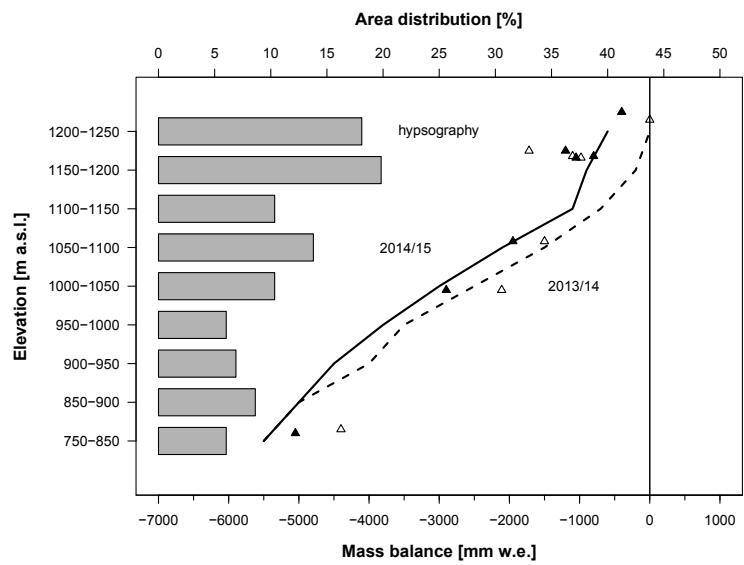 Area distribution [%]
0 5 10 15 20 25 30 35 40 45 50
Elevation [m a.s.l.]
1200−1250
1150−1200
1100−1150
1050−1100
1000−1050
950−1000
900−950
850−900
750−850
hypsography
2014/15
2013/14
−7000 −6000 −5000 −4000 −3000 −2000 −1000 0 1000
Mass balance [mm w.e.]